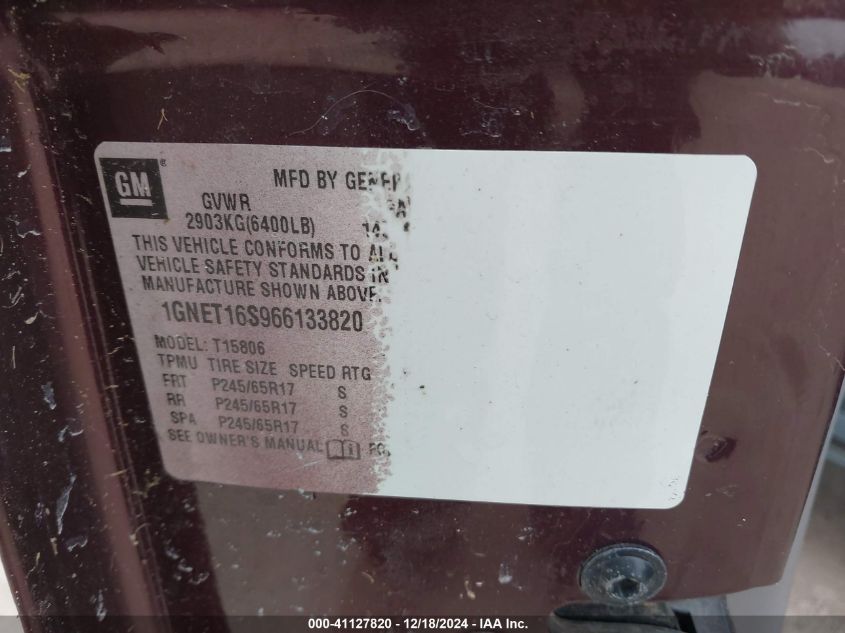 GM ®
MFD BY
GVWR
2903KG(6400LB)
THIS VEHICLE CONFORMS TO
VEHICLE SAFETY STANDARDS IN
MANUFACTURE SHOWN ABOVE.
1GNET16S966133820
MODEL: T15806
TPMU TIRE SIZE SPEED RTG
FRT P245/65R17 S
RR P245/65R17 S
SPA P245/65R17 S
SEE OWNER'S MANUAL
000-41127820 - 12/18/2024 - IAA Inc.